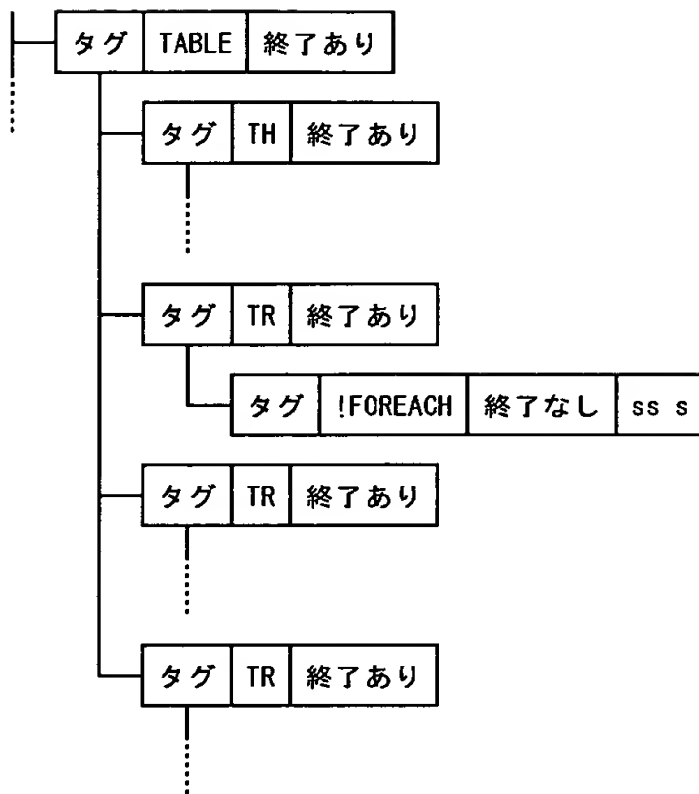 タグ TABLE 終了あり
タグ TH 終了あり
タグ TR 終了あり
タグ !FOREACH 終了なし ss s
タグ TR 終了あり
タグ TR 終了あり